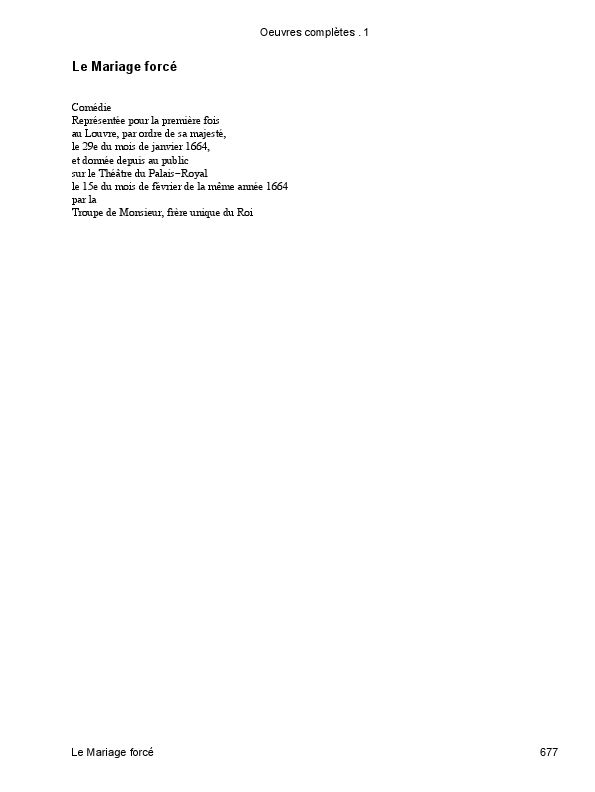 Oeuvres complètes . 1
Le Mariage forcé
Comédie
Représentée pour la première fois
au Louvre, par ordre de sa majesté,
le 29e du mois de janvier 1664,
et donnée depuis au public
sur le Théâtre du Palais−Royal
le 15e du mois de février de la même année 1664
par la
Troupe de Monsieur, frère unique du Roi
Le Mariage forcé 677